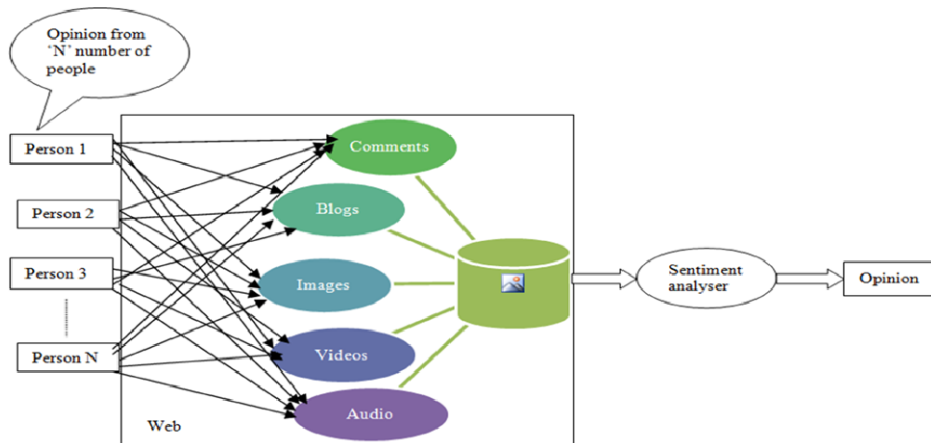 Opinion from
"N" number of
people
Person 1
Person 2
Person 3
Person N
Comments
Blogs
Images
Videos
Audio
Web
Sentiment
analyser
Opinion